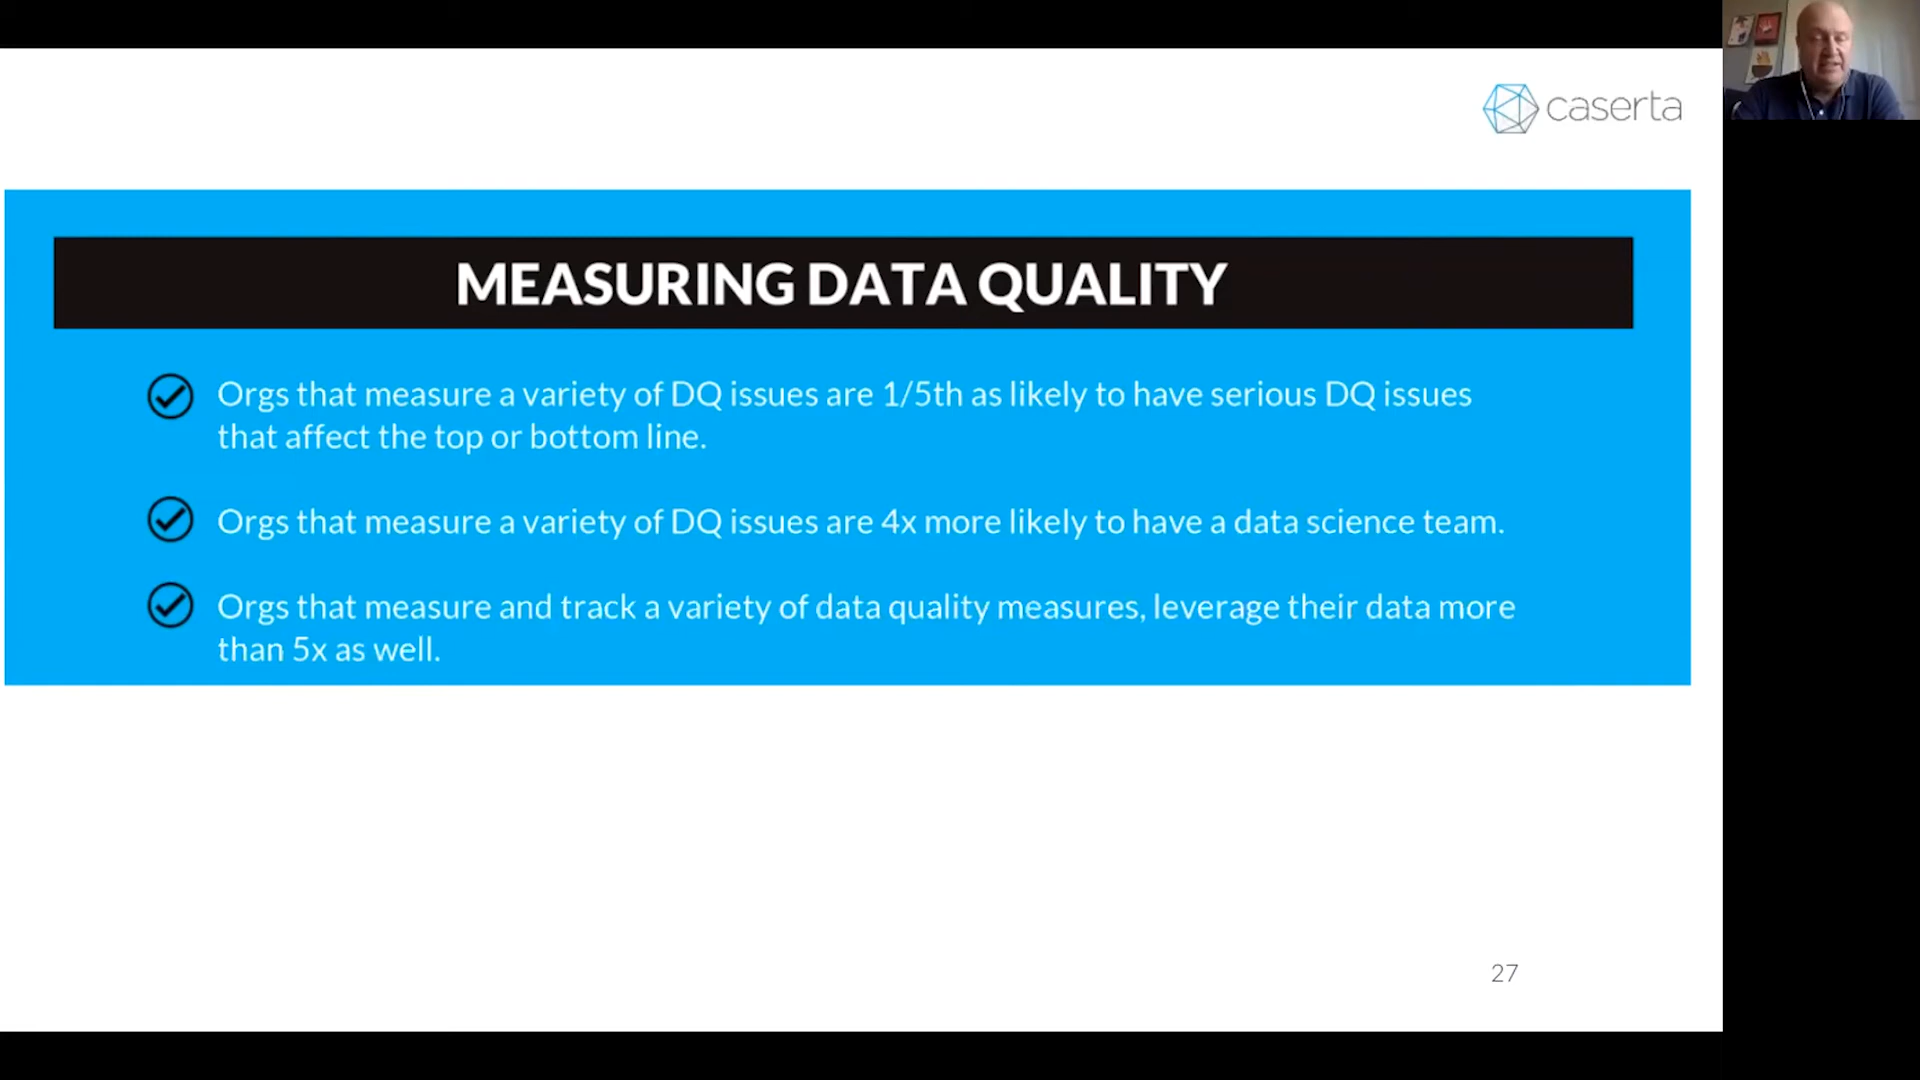 caserta
MEASURING DATA QUALITY
Orgs that measure a variety of DQ issues are 1/5th as likely to have serious DQ issues
that affect the top or bottom line.
Orgs that measure a variety of DQ issues are 4x more likely to have a data science team.
Orgs that measure and track a variety of data quality measures, leverage their data more
than 5x as well.
27